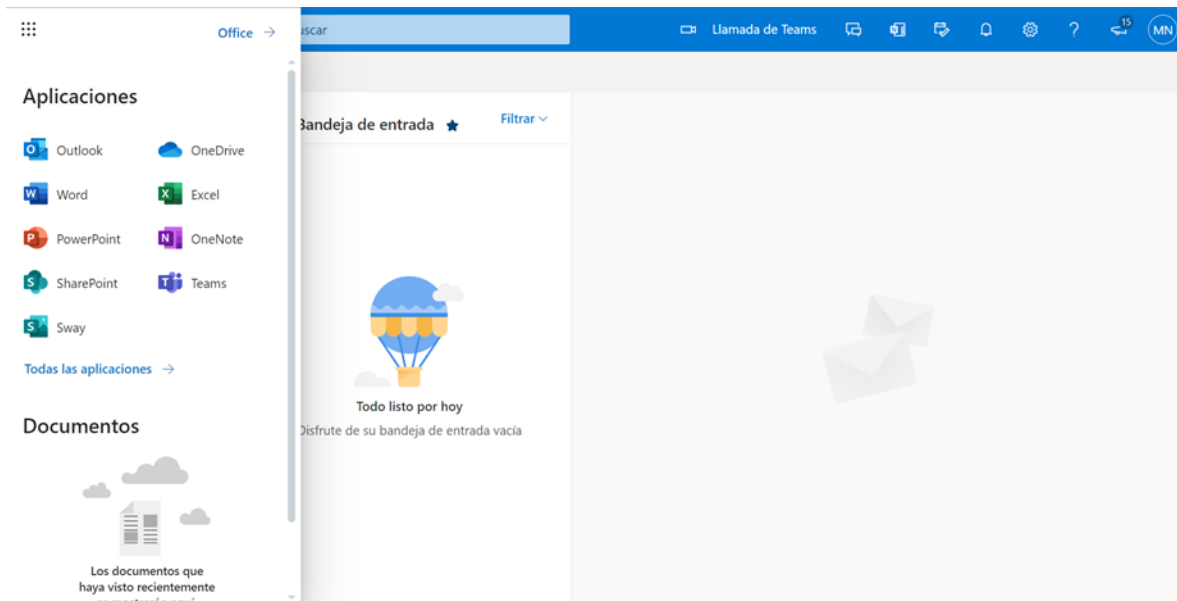 Office →
Aplicaciones
Outlook
OneDrive
Word
Excel
PowerPoint
OneNote
SharePoint
Teams
Sway
Todas las aplicaciones →
Documentos
Los documentos que
haya visto recientemente
Llamada de Teams
15
MN
Bandeja de entrada
Filtrar
Todo listo por hoy
Disfrute de su bandeja de entrada vacía